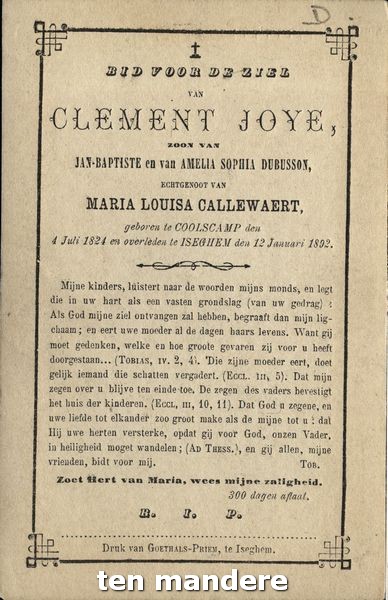 D.
BID VOOR DE ZIEL
VAN
CLEMENT JOYE,
ZOON VAN
JAN-BAPTISTE en van AMELIA SOPHIA DUBUSSON,
ECHTGENOOT VAN
MARIA LOUISA CALLEWAERT,
geboren te COOLSCAMP den
4 Juli 1824 en overleden te ISEGHEM den 12 Januari 1892.
Mijne kinders, lúistert naar de woorden mijns monds, en legt
die in uw hart als een vasten grondslag (van uw gedrag) :
Als God mijne ziel ontvangen zal hebben, begraaft dan mijn lig-
chaam; en eert uwe moeder al de dagen haars levens. Want gij
moet gedenken, welke en hoe groote gevaren zij voor u heeft
doorgestaan... (TOBIAS, IV. 2, 4). 'Die zijne moeder eert, doet
gelijk iemand die schatten vergadert. (ECCL. III, 5). Dat mijn
zegen over u blijve ten einde toe. De zegen des vaders bevestigt
het huis der kinderen. (ECCL, III, 10, 11). Dat God u zegene, en
uwe liefde tot elkander zoo groot make als de mijne tot u : dat
Hij uwe herten versterke, opdat gij voor God, onzen Vader,
in heiligheid moget wandelen; (AD THESS.), en gij allen, mijne
vrienden, bidt voor mij. TOB.
Zoet Hert van Maria, wees mijne zaligheid.
300 dagen aflaat.
R. I. P.
Druk van GOETHALS-PRIEM, te Iseghem.
ten mandere